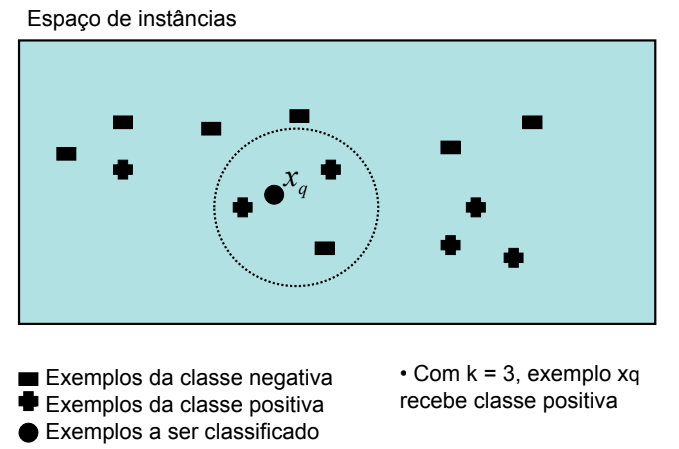 Espaço de instâncias
xq
Exemplos da classe negativa
Exemplos da classe positiva
Exemplos a ser classificado
• Com k = 3, exemplo xq
recebe classe positiva